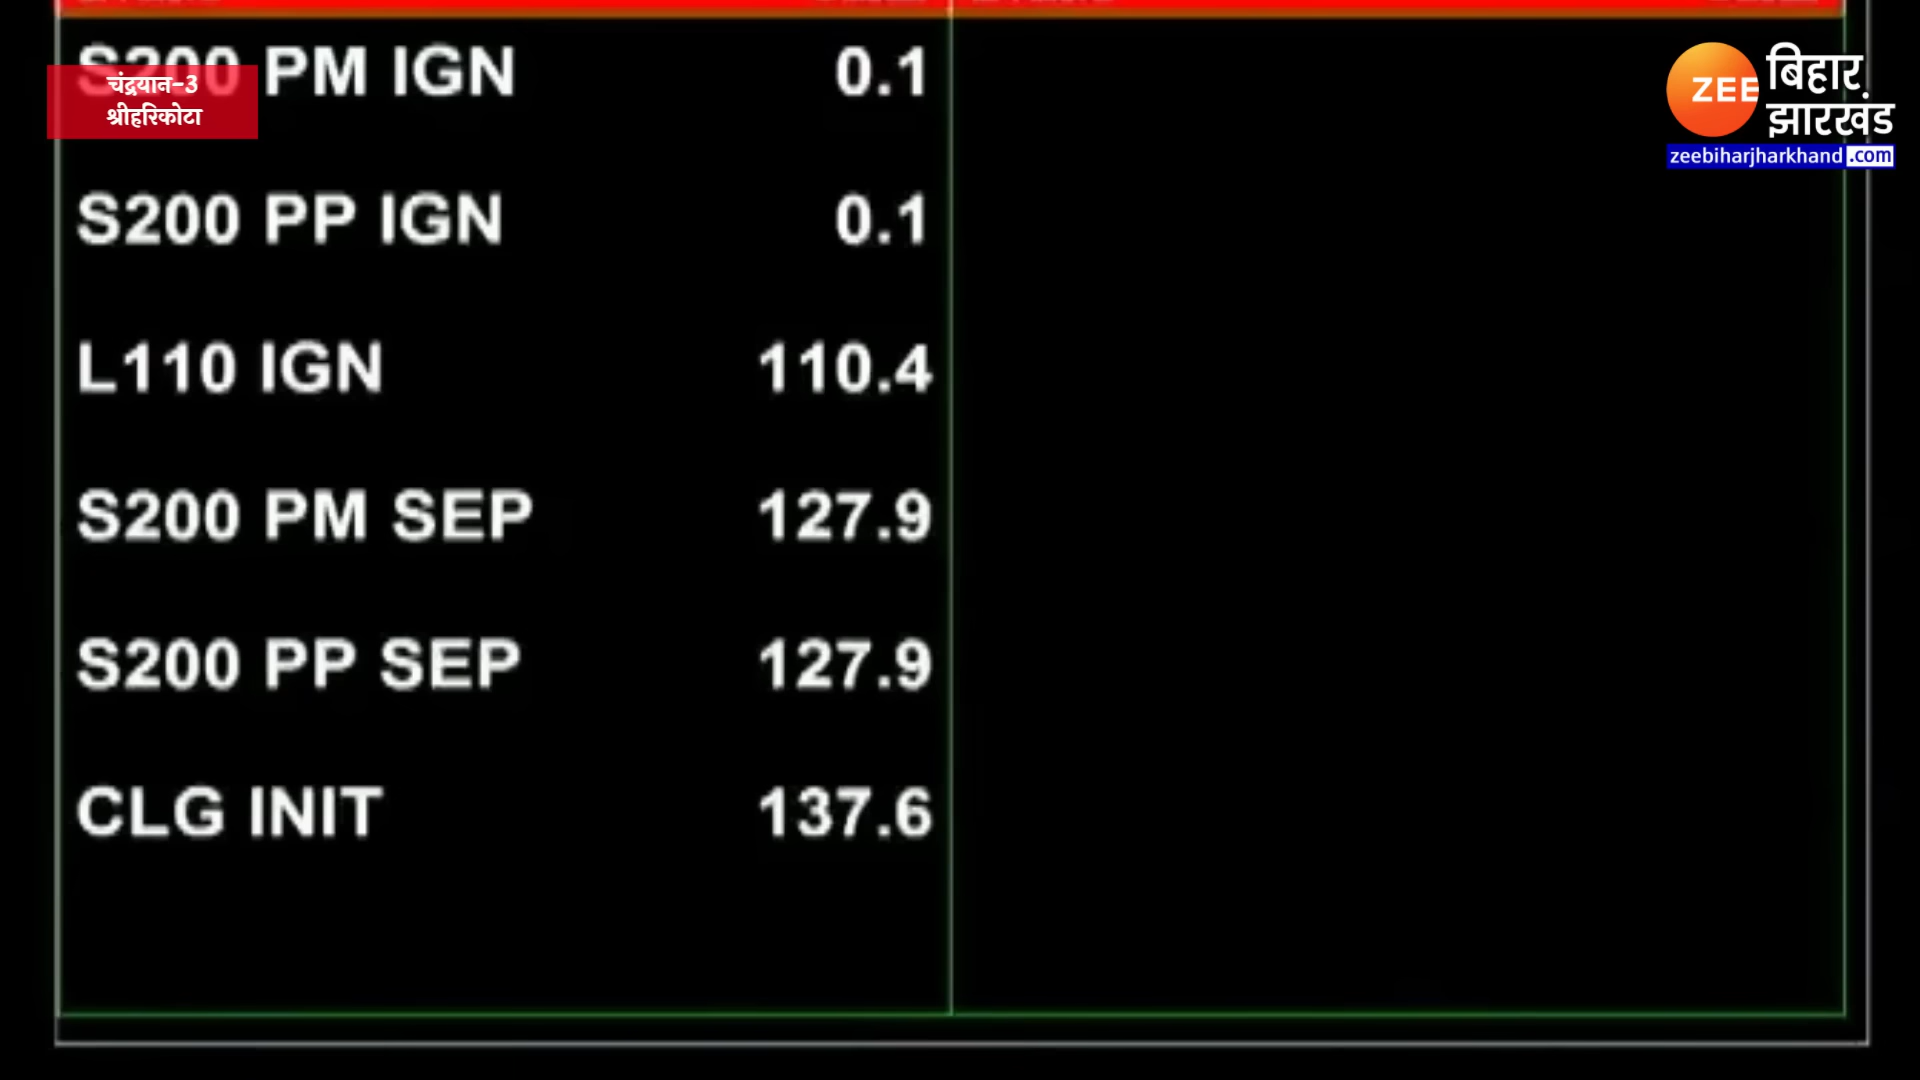 S200 PM IGN 0.1
चंद्रयान-3
श्रीहरिकोटा
ZEE बिहार झारखंड
zeebiharjharkhand.com
S200 PP IGN 0.1
L110 IGN 110.4
S200 PM SEP 127.9
S200 PP SEP 127.9
CLG INIT 137.6